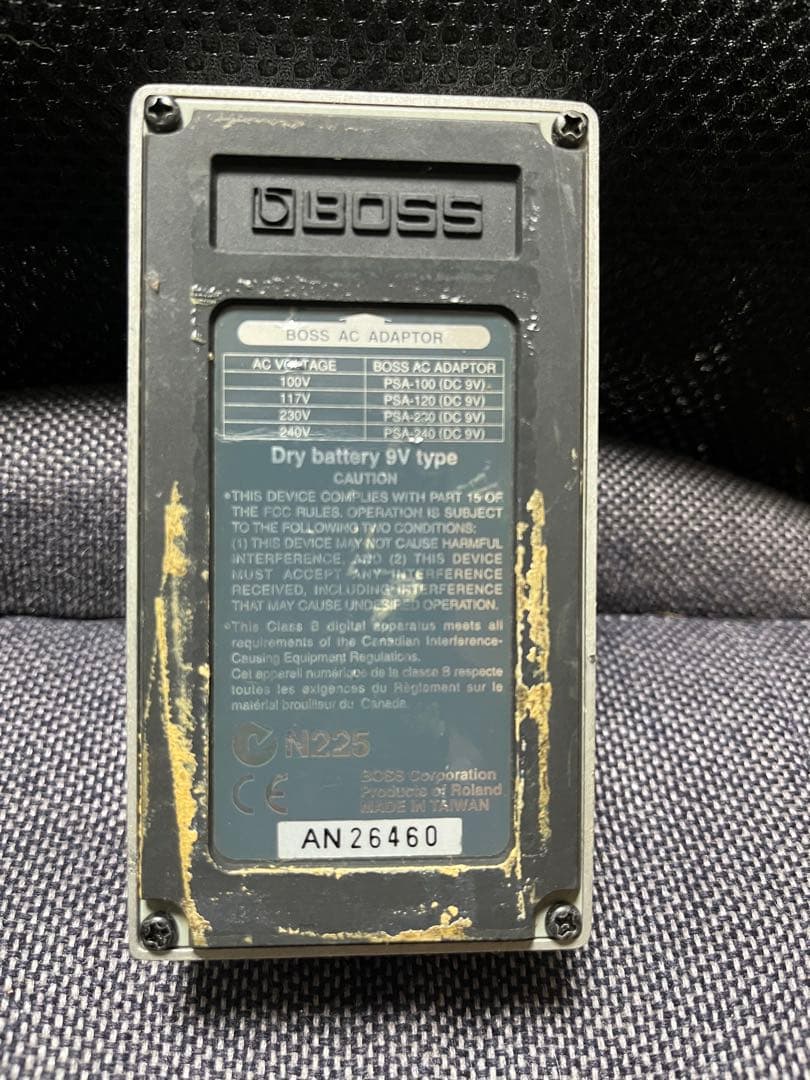 BOSS
BOSS AC ADAPTOR
AC VOLTAGE BOSS AC ADAPTOR
100V PSA-100 (DC 9V)
117V PSA-120 (DC 9V)
230V PSA-230 (DC 9V)
240V PSA-240 (DC 9V)
Dry battery 9V type
CAUTION
*THIS DEVICE COMPLIES WITH PART 15 OF
THE FCC RULES. OPERATION IS SUBJECT
TO THE FOLLOWING TWO CONDITIONS:
(1) THIS DEVICE MAY NOT CAUSE HARMFUL
INTERFERENCE, AND (2) THIS DEVICE
MUST ACCEPT ANY INTERFERENCE
RECEIVED, INCLUDING INTERFERENCE
THAT MAY CAUSE UNDESIRED OPERATION.
*This Class B digital apparatus meets all
requirements of the Canadian Interference-
Causing Equipment Regulations.
Cet appareil numérique de la classe B respecte
toutes les exigences du Règlement sur le
matérial brouilleur du Canada.
N225
CE
BOSS Corporation
Products of Roland
MADE IN TAIWAN
AN26460